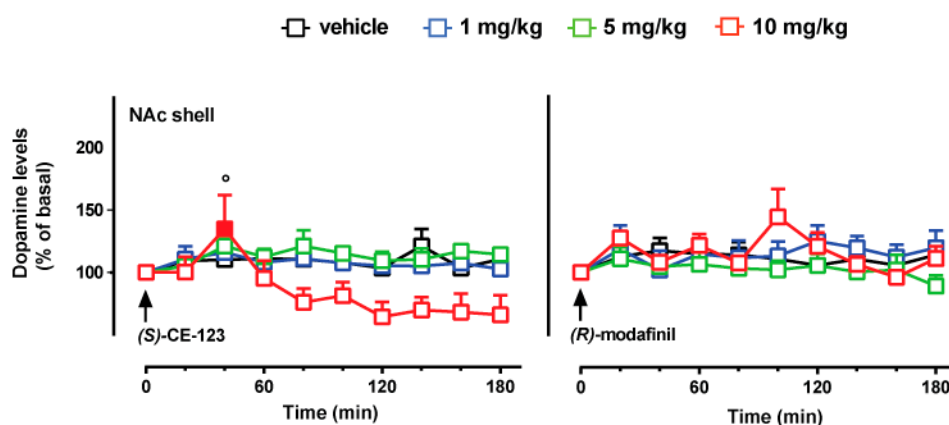 vehicle 1 mg/kg 5 mg/kg 10 mg/kg
NAc shell
Dopamine levels
(% of basal)
200
150
100
°
(S)-CE-123
(R)-modafinil
0 60 120 180
0 60 120 180
Time (min)
Time (min)